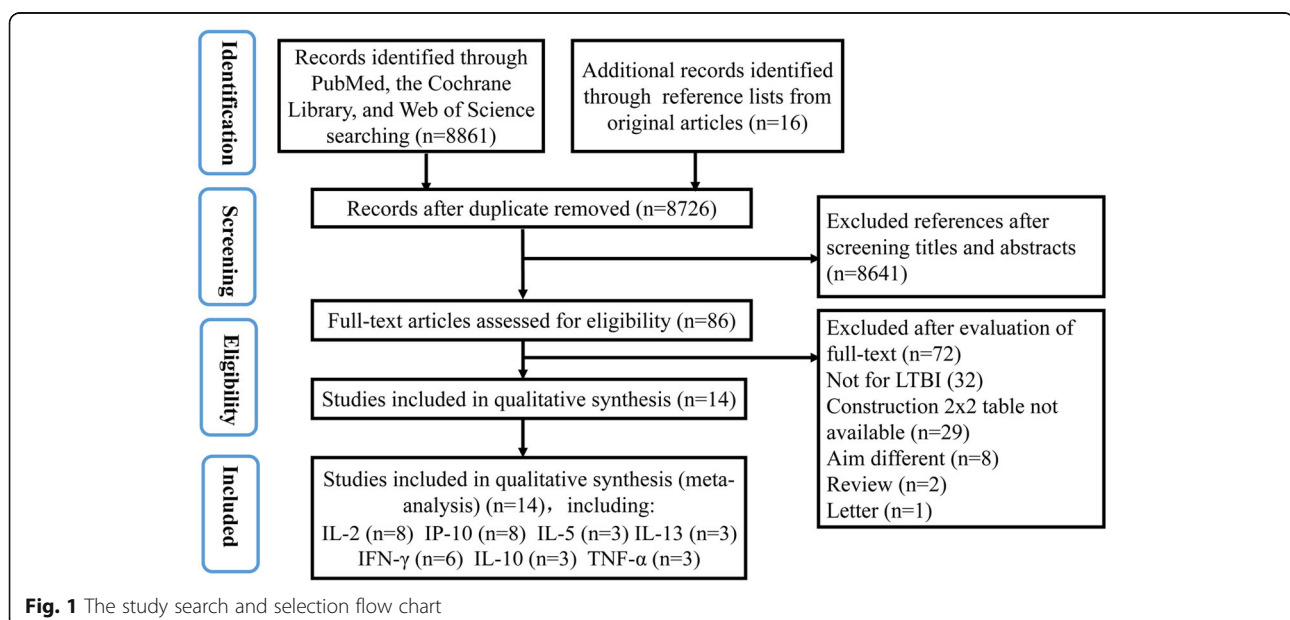 Identification
Records identified through
PubMed, the Cochrane
Library, and Web of Science
searching (n=8861)
Additional records identified
through reference lists from
original articles (n=16)
Screening
Records after duplicate removed (n=8726)
Excluded references after
screening titles and abstracts
(n=8641)
Full-text articles assessed for eligibility (n=86)
Eligibility
Excluded after evaluation of
full-text (n=72)
Not for LTBI (32)
Construction 2x2 table not
available (n=29)
Aim different (n=8)
Review (n=2)
Letter (n=1)
Studies included in qualitative synthesis (n=14)
Included
Studies included in qualitative synthesis (meta-
analysis) (n=14)，including:
IL-2 (n=8) IP-10 (n=8) IL-5 (n=3) IL-13 (n=3)
IFN-γ (n=6) IL-10 (n=3) TNF-α (n=3)
Fig. 1 The study search and selection flow chart